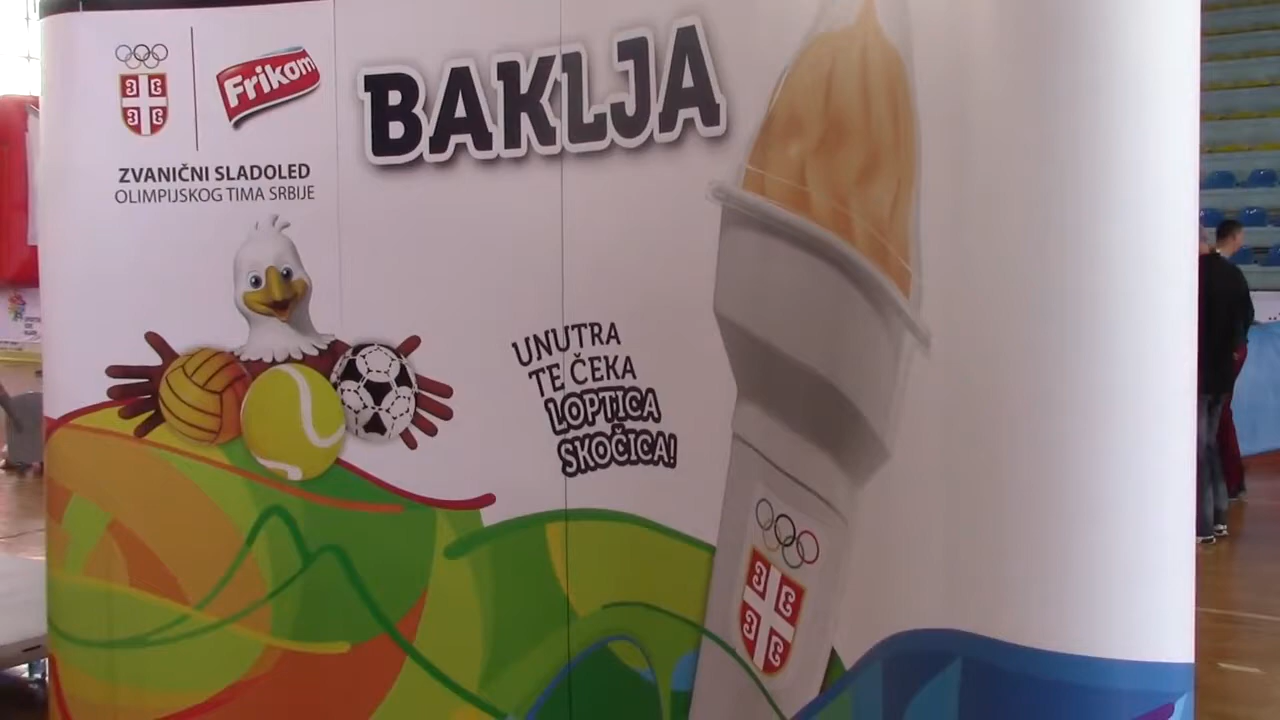 Frikom
ZVANIČNI SLADOLED
OLIMPIJSKOG TIMA SRBIJE
BAKLJA
UNUTRA
TE ČEKA
LOPTICA
SKOČICA!